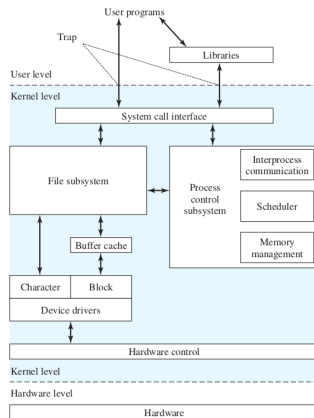 User programs
Trap
Libraries
User level
Kernel level
System call interface
File subsystem
Process
control
subsystem
Interprocess
communication
Scheduler
Memory
management
Buffer cache
Character
Block
Device drivers
Hardware control
Kernel level
Hardware level
Hardware